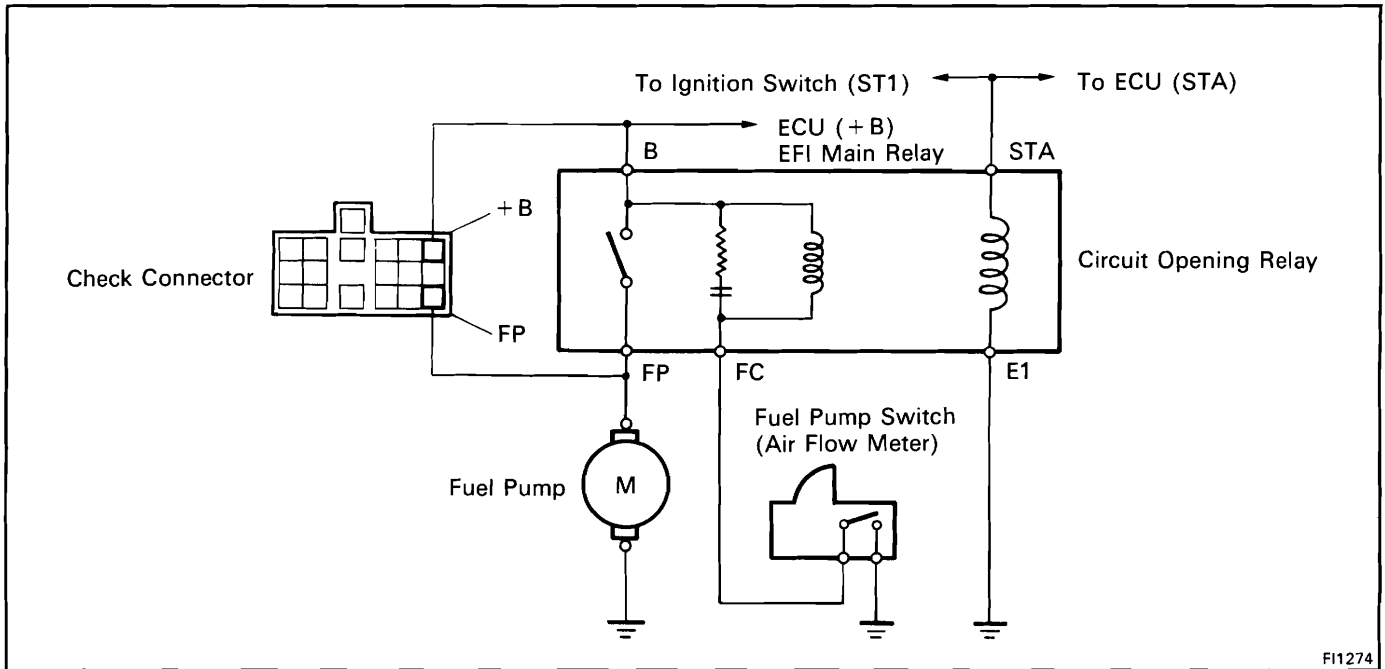 To Ignition Switch (ST1)
To ECU (STA)
ECU (+B)
EFI Main Relay
B
STA
+B
Check Connector
Circuit Opening Relay
FP
FP
FC
E1
Fuel Pump Switch
(Air Flow Meter)
Fuel Pump
M
FI1274